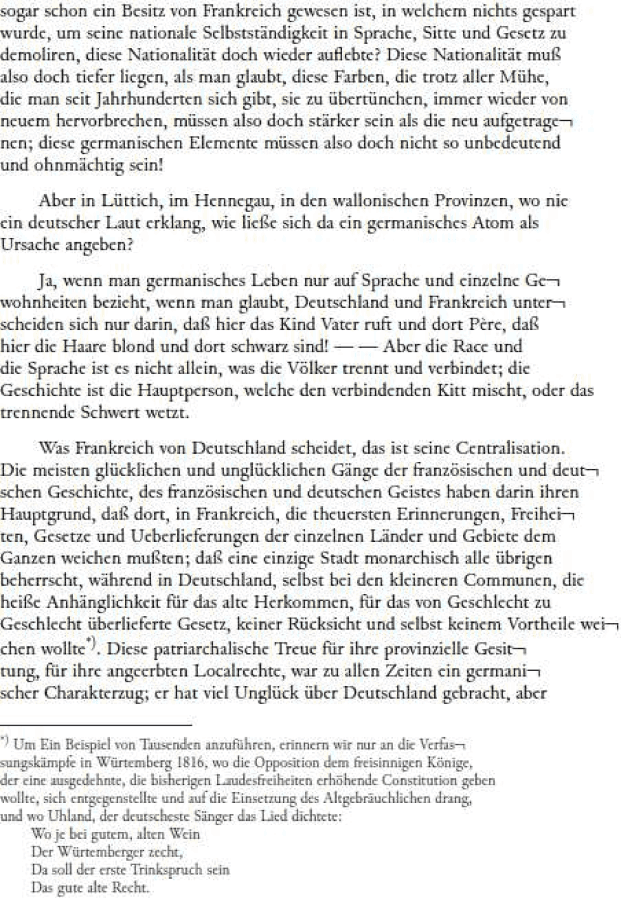 sogar schon ein Besitz von Frankreich gewesen ist, in welchem nichts gespart
wurde, um seine nationale Selbstständigkeit in Sprache, Sitte und Gesetz zu
demoliren, diese Nationalität doch wieder auflebte? Diese Nationalität muß
also doch tiefer liegen, als man glaubt, diese Farben, die trotz aller Mühe,
die man seit Jahrhunderten sich gibt, sie zu übertünchen, immer wieder von
neuem hervorbrechen, müssen also doch stärker sein als die neu aufgetrage¬
nen; diese germanischen Elemente müssen also doch nicht so unbedeutend
und ohnmächtig sein!
Aber in Lüttich, im Hennegau, in den wallonischen Provinzen, wo nie
ein deutscher Laut erklang, wie ließe sich da ein germanisches Atom als
Ursache angeben?
Ja, wenn man germanisches Leben nur auf Sprache und einzelne Ge¬
wohnheiten bezieht, wenn man glaubt, Deutschland und Frankreich unter¬
scheiden sich nur darin, daß hier das Kind Vater ruft und dort Père, daß
hier die Haare blond und dort schwarz sind! — — Aber die Race und
die Sprache ist es nicht allein, was die Völker trennt und verbindet; die
Geschichte ist die Hauptperson, welche den verbindenden Kitt mischt, oder das
trennende Schwert wetzt.
Was Frankreich von Deutschland scheidet, das ist seine Centralisation.
Die meisten glücklichen und unglücklichen Gänge der französischen und deut¬
schen Geschichte, des französischen und deutschen Geistes haben darin ihren
Hauptgrund, daß dort, in Frankreich, die theuersten Erinnerungen, Freihei¬
ten, Gesetze und Ueberlieferungen der einzelnen Länder und Gebiete dem
Ganzen weichen mußten; daß eine einzige Stadt monarchisch alle übrigen
beherrscht, während in Deutschland, selbst bei den kleineren Communen, die
heiße Anhänglichkeit für das alte Herkommen, für das von Geschlecht zu
Geschlecht überlieferte Gesetz, keiner Rücksicht und selbst keinem Vortheile wei¬
chen wollte*). Diese patriarchalische Treue für ihre provinzielle Gesit¬
tung, für ihre angeerbten Localrechte, war zu allen Zeiten ein germani¬
scher Charakterzug; er hat viel Unglück über Deutschland gebracht, aber
*) Um Ein Beispiel von Tausenden anzuführen, erinnern wir nur an die Verfas¬
sungskämpfe in Würtemberg 1816, wo die Opposition dem freisinnigen Könige,
der eine ausgedehnte, die bisherigen Laudesfreiheiten erhöhende Constitution geben
wollte, sich entgegenstellte und auf die Einsetzung des Altgebräuchlichen drang,
und wo Uhland, der deutscheste Sänger das Lied dichtete:
Wo je bei gutem, alten Wein
Der Würtemberger zecht,
Da soll der erste Trinkspruch sein
Das gute alte Recht.